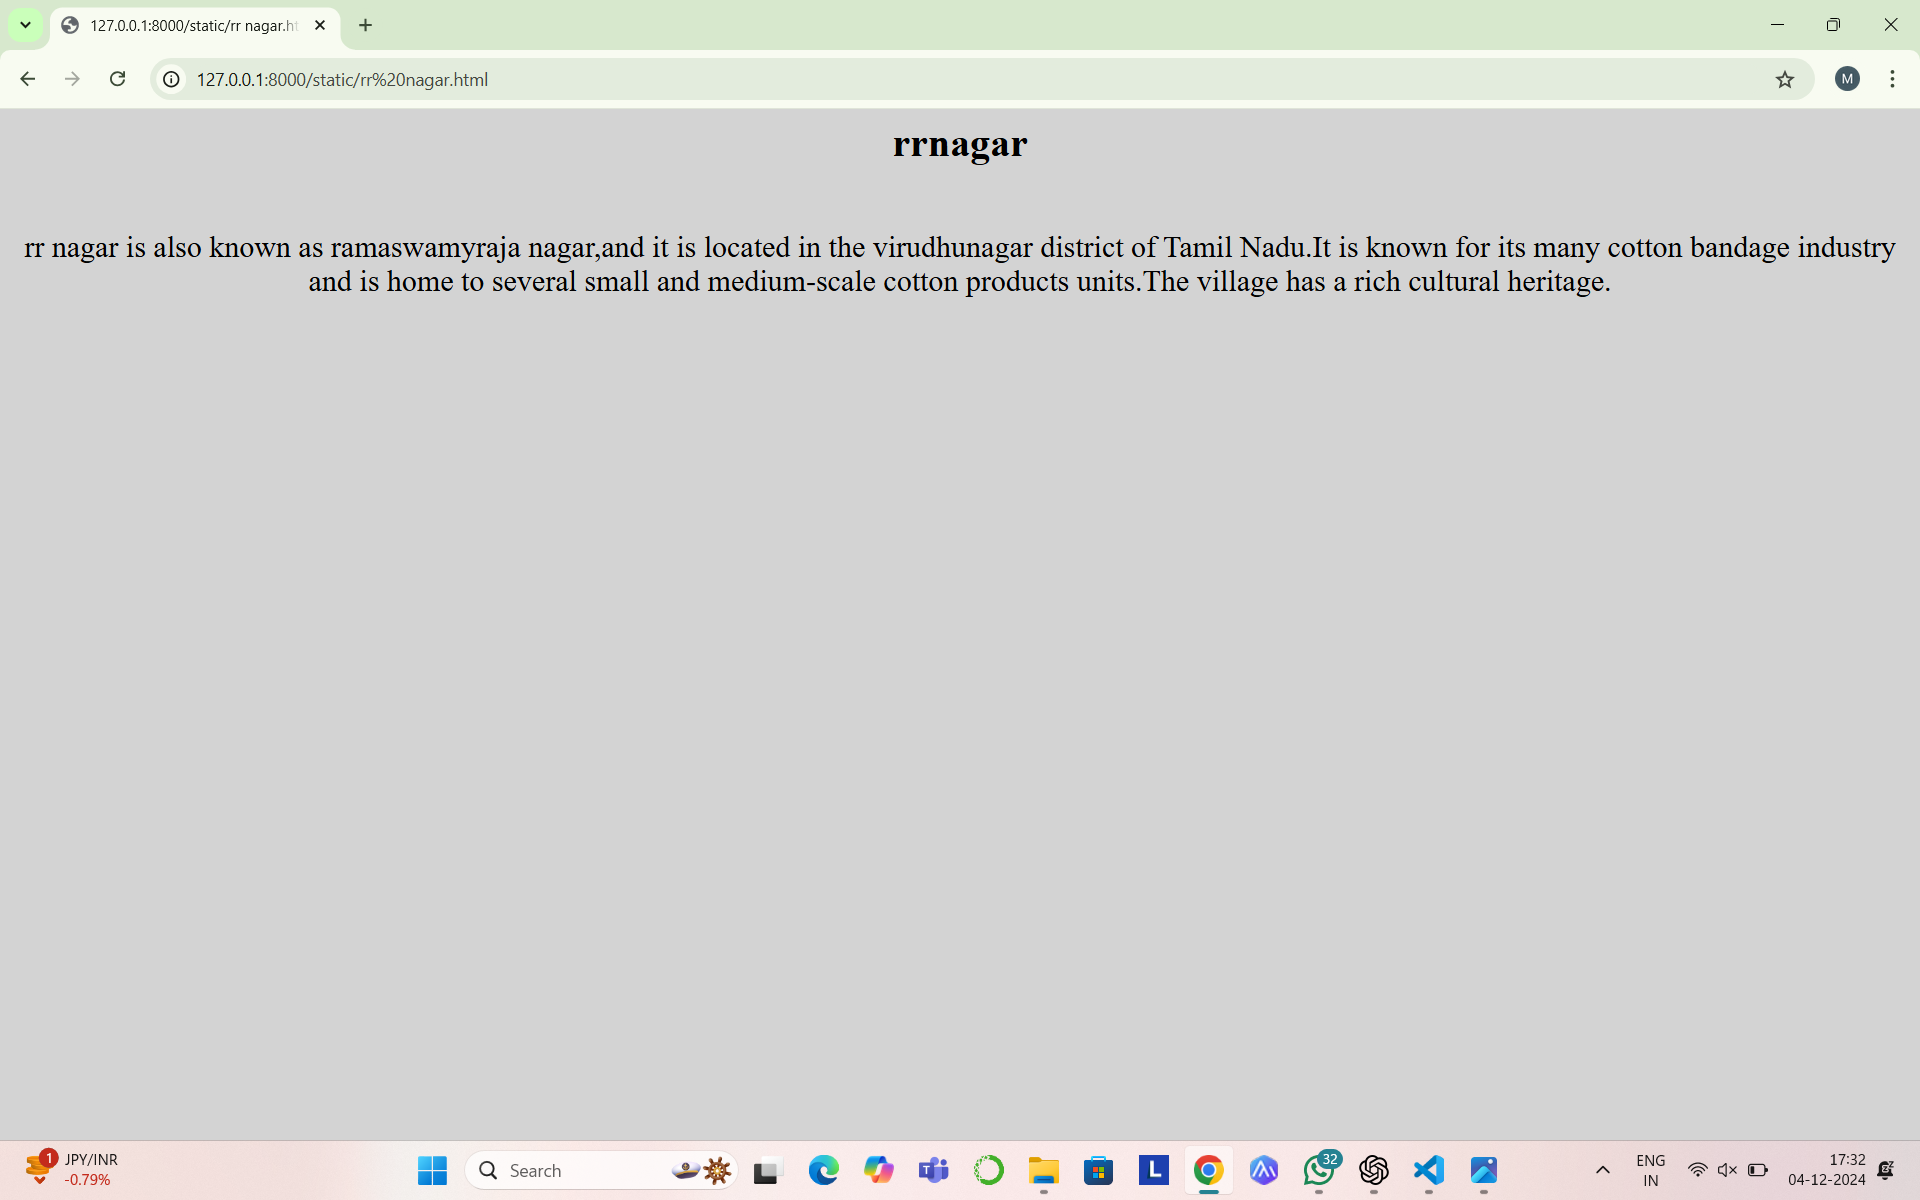 127.0.0.1:8000/static/rr nagar.ht
127.0.0.1:8000/static/rr%20nagar.html
M
rrnagar
rr nagar is also known as ramaswamyraja nagar,and it is located in the virudhunagar district of Tamil Nadu.It is known for its many cotton bandage industry
and is home to several small and medium-scale cotton products units.The village has a rich cultural heritage.
1
JPY/INR
-0.79%
Search
T
L
32
ENG
IN
17:32
04-12-2024